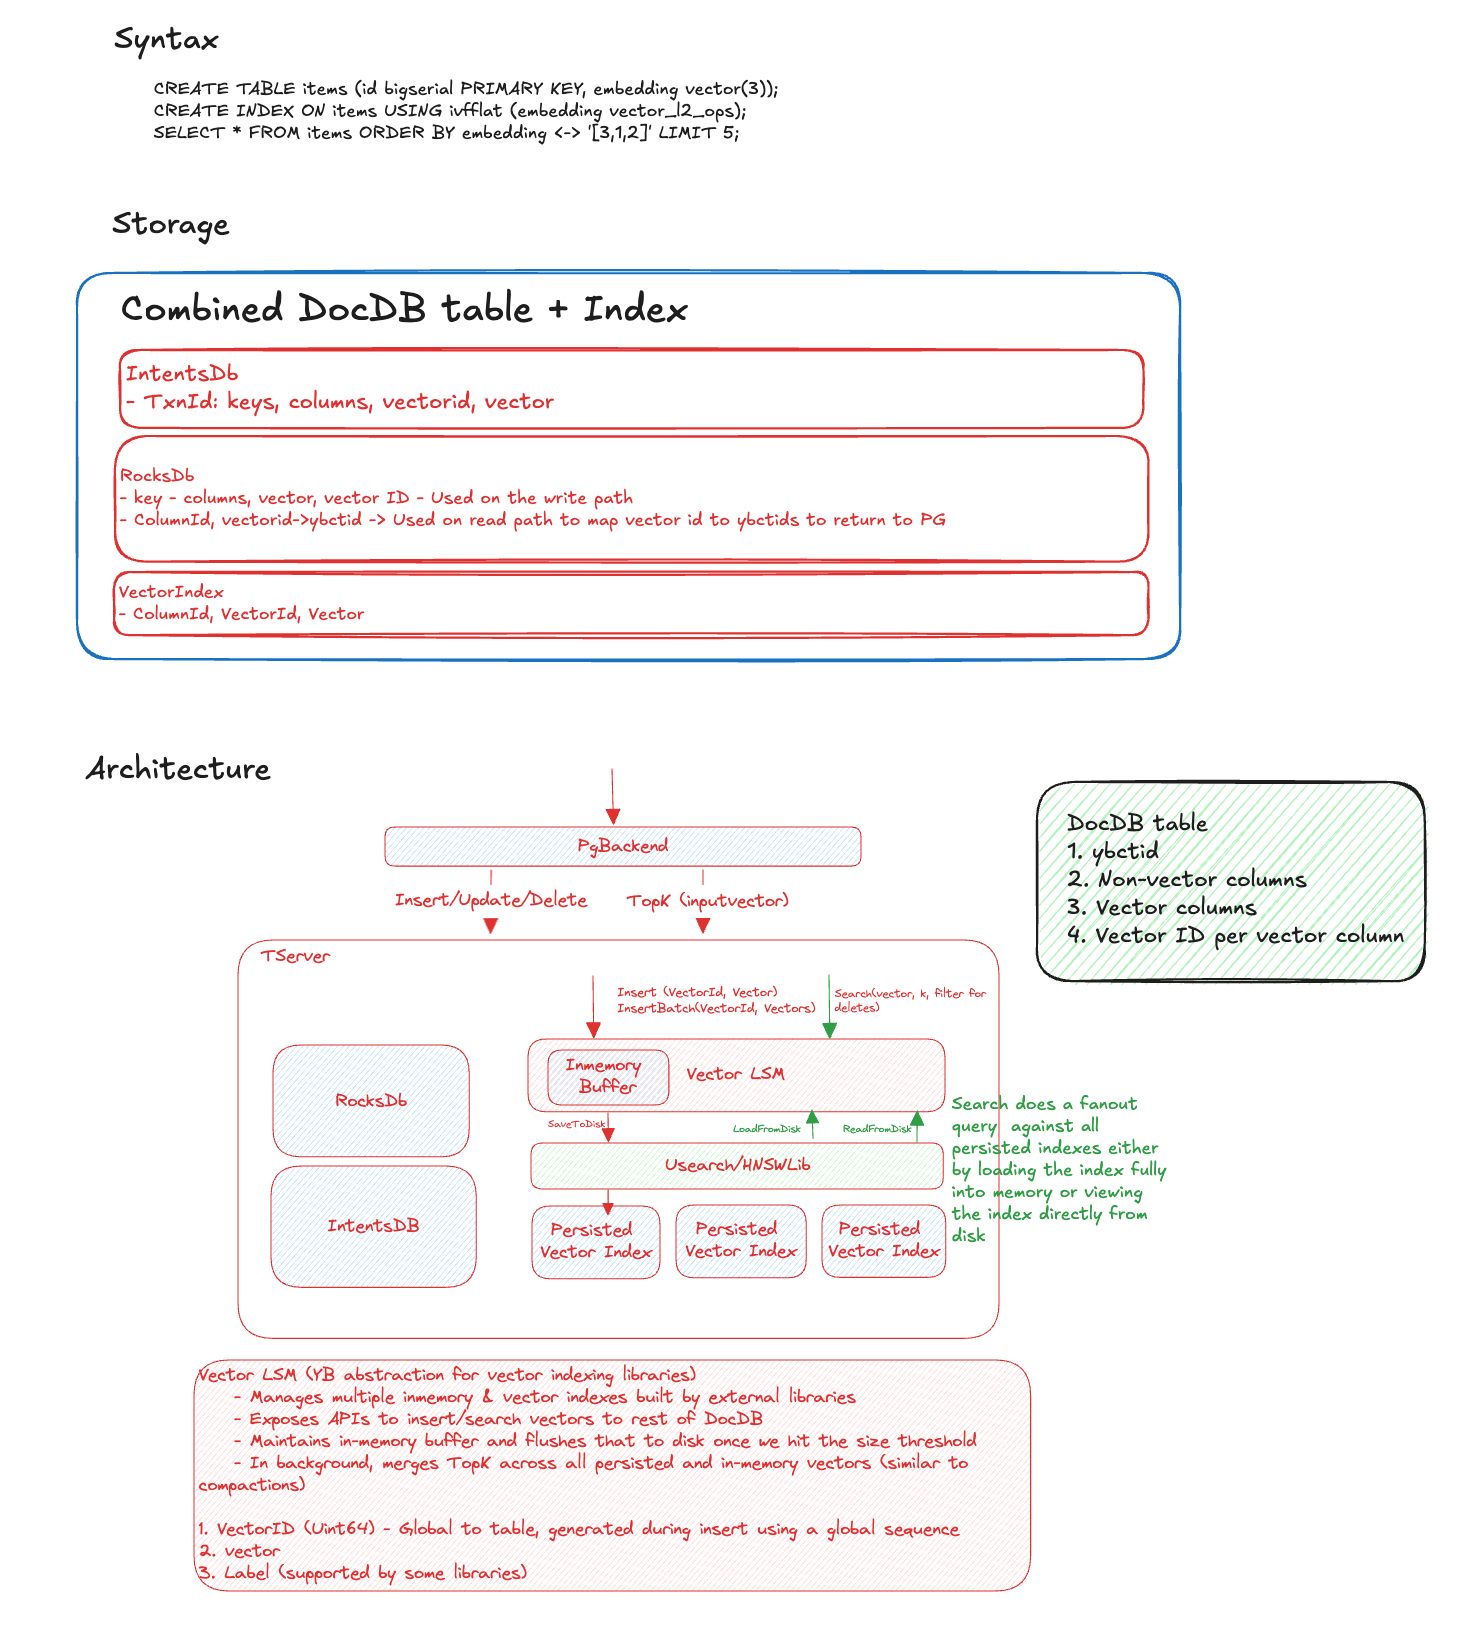 Syntax
CREATE TABLE items (id bigserial PRIMARY KEY, embedding vector(3));
CREATE INDEX ON items USING ivfflat (embedding vector_l2_ops);
SELECT * FROM items ORDER BY embedding <-> '[3,1,2]' LIMIT 5;
Storage
Combined DocDB table + Index
IntentsDb
- TxnId: keys, columns, vectorid, vector
RocksDb
- key - columns, vector, vector ID - Used on the write path
- ColumnId, vectorid->ybctid -> Used on read path to map vector id to ybctids to return to PG
VectorIndex
- ColumnId, VectorId, Vector
Architecture
PgBackend
Insert/Update/Delete
TopK (inputvector)
DocDB table
1. ybctid
2. Non-vector columns
3. Vector columns
4. Vector ID per vector column
TServer
Insert (VectorId, Vector)
InsertBatch(VectorId, Vectors)
Search(vector, k, filter for
deletes)
RocksDb
Inmemory
Buffer
Vector LSM
SaveToDisk
LoadFromDisk
ReadFromDisk
Usearch/HNSWLib
IntentsDB
Persisted
Vector Index
Persisted
Vector Index
Persisted
Vector Index
Search does a fanout
query against all
persisted indexes either
by loading the index fully
into memory or viewing
the index directly from
disk
Vector LSM (YB abstraction for vector indexing libraries)
- Manages multiple inmemory & vector indexes built by external libraries
- Exposes APIs to insert/search vectors to rest of DocDB
- Maintains in-memory buffer and flushes that to disk once we hit the size threshold
- In background, merges TopK across all persisted and in-memory vectors (similar to
compactions)
1. VectorID (Uint64) - Global to table, generated during insert using a global sequence
2. vector
3. Label (supported by some libraries)